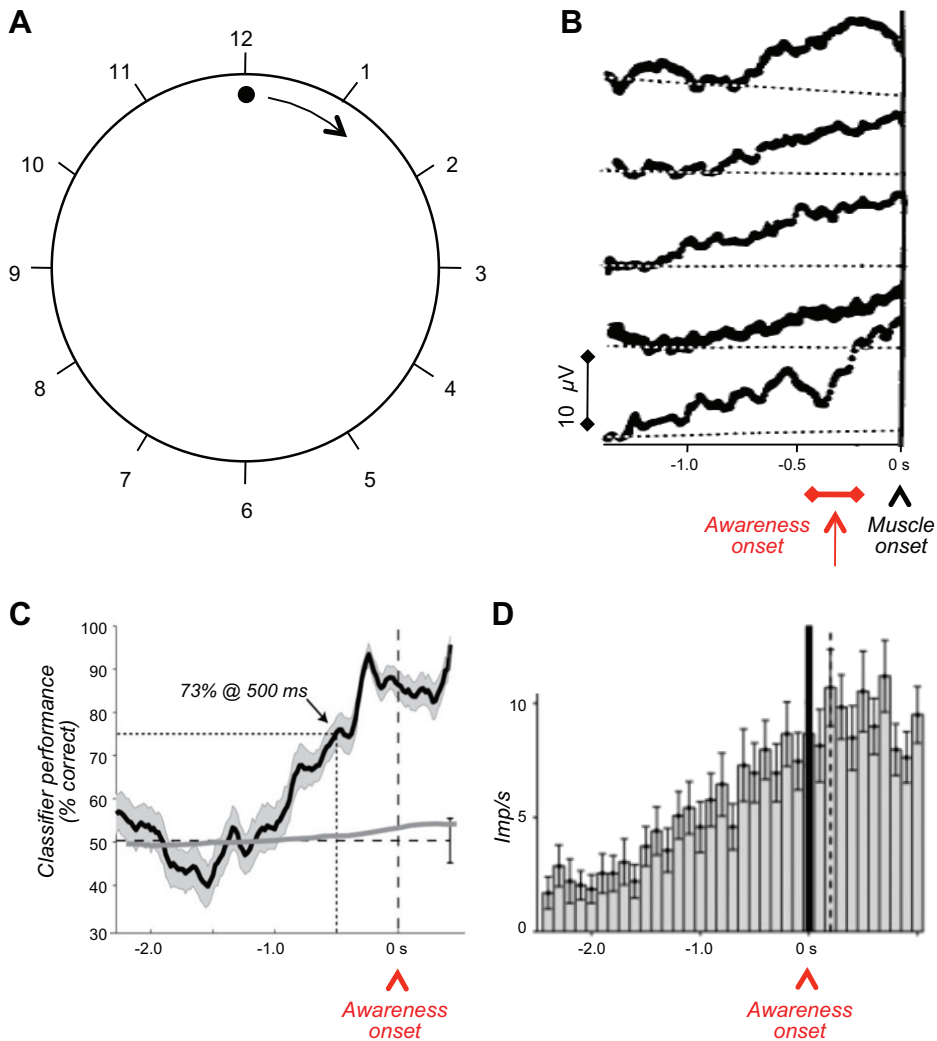 A
12
1
2
3
4
5
6
7
8
9
10
11
B
10 µV
-1.0
-0.5
0 s
Awareness
onset
Muscle
onset
C
Classifier performance
(% correct)
100
90
80
70
60
50
40
30
73% @ 500 ms
-2.0
-1.0
0 s
Awareness
onset
D
Imp/s
10
5
0
-2.0
-1.0
0 s
Awareness
onset